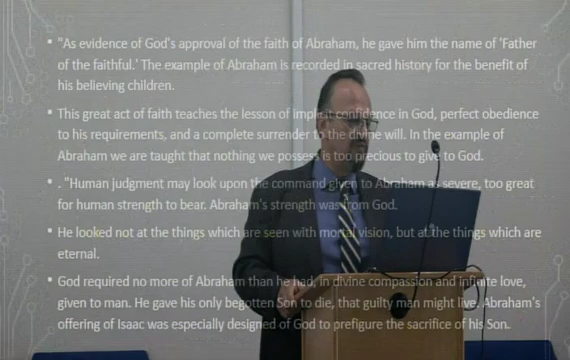 • "As evidence of God's approval of the faith of Abraham, he gave him the name of 'Father
of the faithful.' The example of Abraham is recorded in sacred history for the benefit of
his believing children.
• This great act of faith teaches the lesson of implicit confidence in God, perfect obedience
to his requirements, and a complete surrender to the divine will. In the example of
Abraham we are taught that nothing we possess is too precious to give to God.
• . "Human judgment may look upon the command given to Abraham as severe, too great
for human strength to bear. Abraham's strength was from God.
• He looked not at the things which are seen with mortal vision, but at the things which are
eternal.
• God required no more of Abraham than he had in divine compassion and infinite love,
given to man. He gave his only begotten Son to die, that guilty man might live. Abraham's
offering of Isaac was especially designed of God to prefigure the sacrifice of his Son.